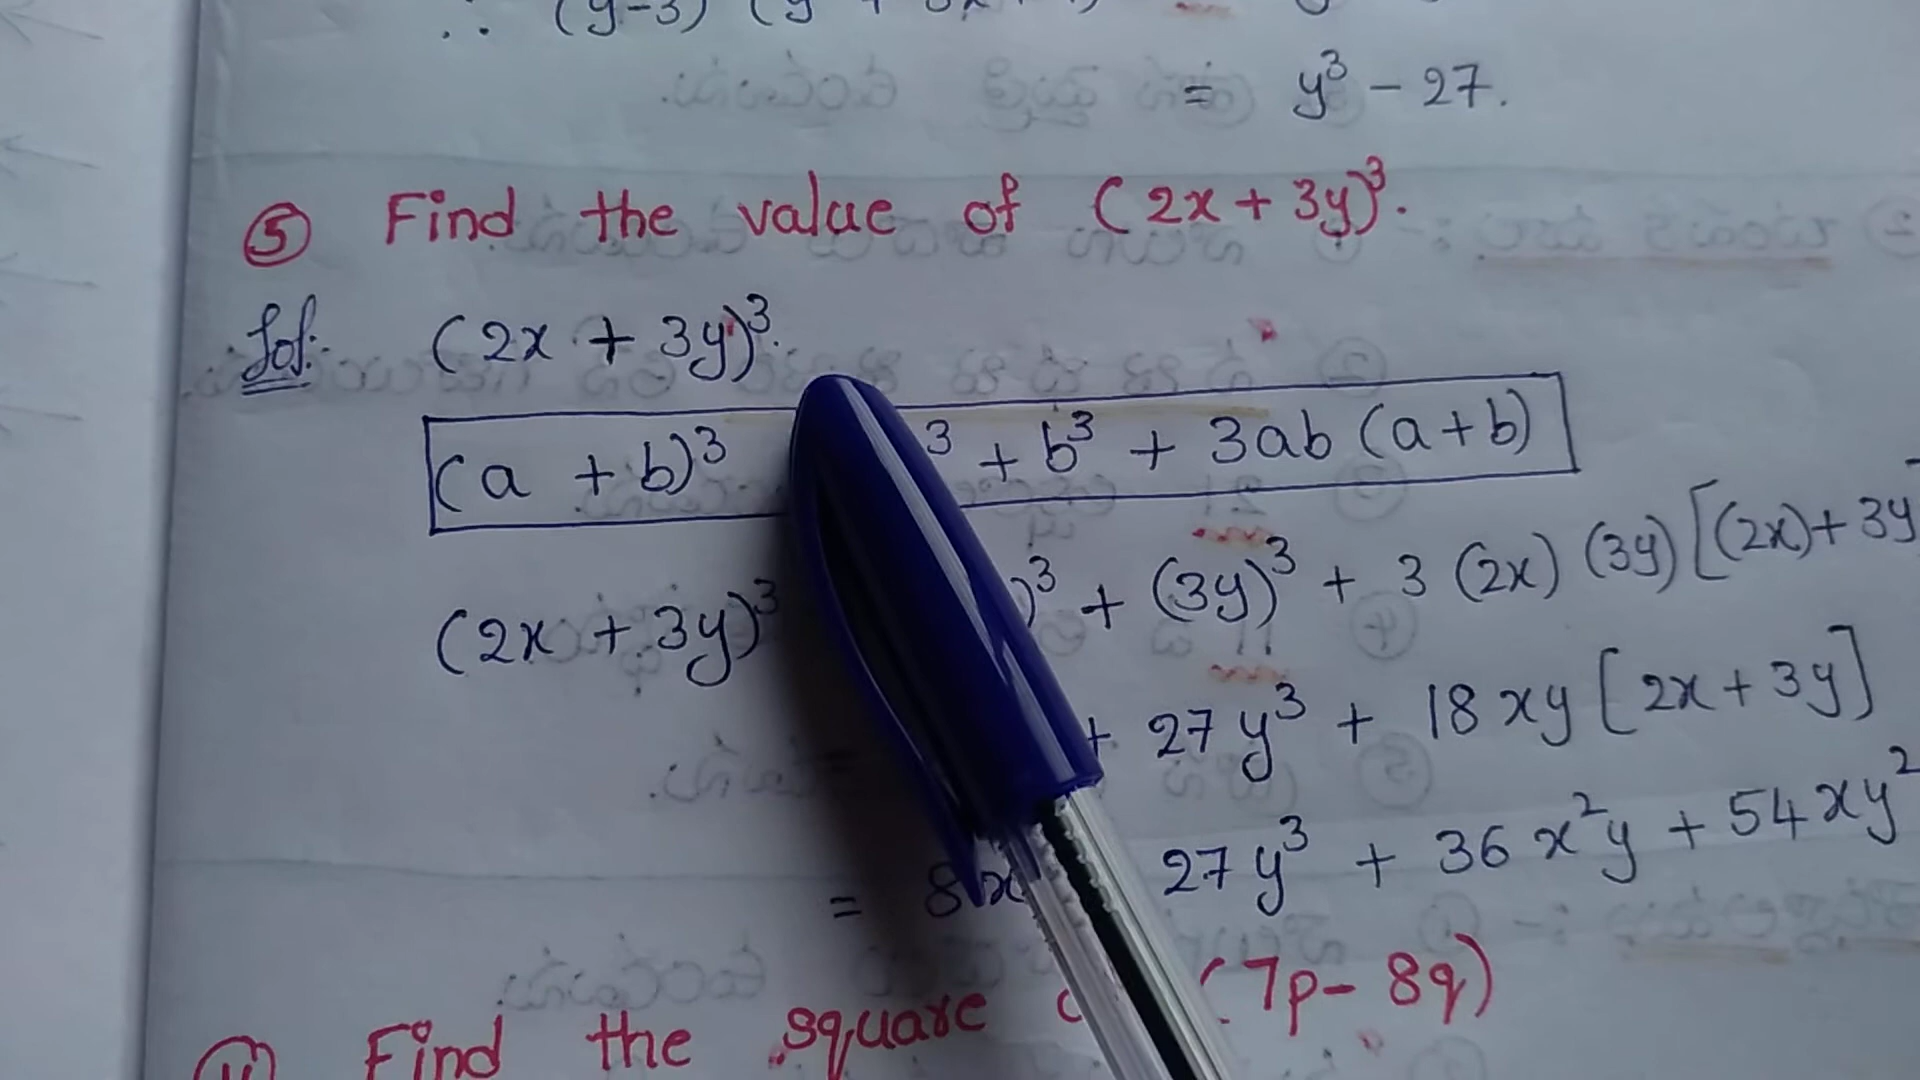 = y³ - 27.
⑤ Find the value of (2x + 3y)³.
Sol: (2x + 3y)³.
(a + b)³ ³ + b³ + 3ab (a+b)
(2x + 3y)³ )³ + (3y)³ + 3 (2x) (3y) [(2x)+ 3y
+ 27y³ + 18xy [2x + 3y]
= 8x 27y³ + 36x²y + 54xy²
Find the square (7p- 8q)